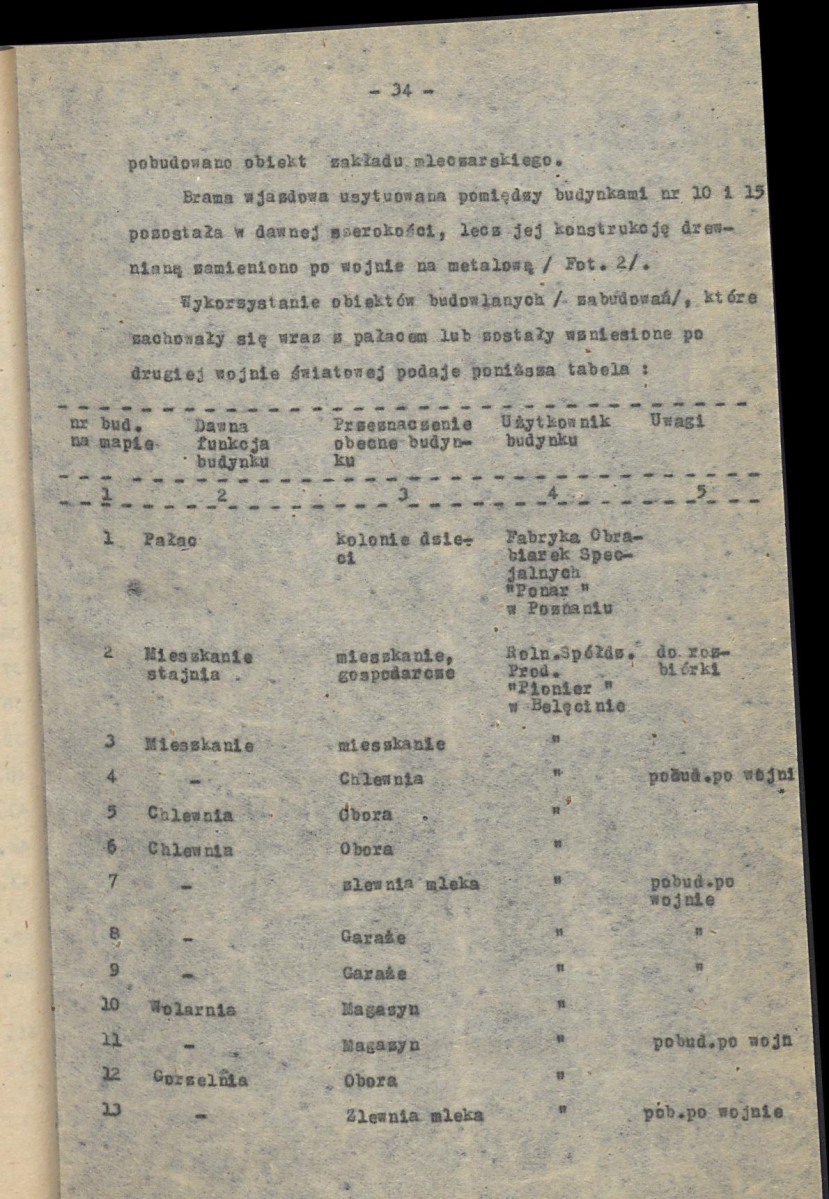 - 34 -
pobudowano obiekt zakładu mleczarskiego.
Brama wjazdowa usytuowana pomiędzy budynkami nr 10 i 15
pozostała w dawnej szerokości, lecz jej konstrukcję drew-
nianą zamieniono po wojnie na metalową / Fot. 2/.
Wykorzystanie obiektów budowlanych / zabudowań/, które
zachowały się wraz z pałacem lub zostały wzniesione po
drugiej wojnie światowej podaje poniższa tabela :
nr bud. Dawna Przeznaczenie Użytkownik Uwagi
na mapie funkcja obecne budyn- budynku
budynku ku
1 2 3 4 5
1 Pałac kolonie dzie- Fabryka Obra-
ci biarek Spec-
jalnych
"Ponar "
w Poznaniu
2 Mieszkanie mieszkanie, Roln.Spółdz. do roz-
stajnia gospodarcze Prod. biórki
"Pionier "
w Belęcinie
3 Mieszkanie mieszkanie "
4 - Chlewnia " pobud.po wojni
5 Chlewnia Obora "
6 Chlewnia Obora "
7 - zlewnia mleka " pobud.po
wojnie
8 - Garaże " "
9 - Garaże " "
10 Wolarnia Magazyn "
11 - Magazyn " pobud.po wojn
12 Gorzelnia Obora "
13 - Zlewnia mleka " pob.po wojnie